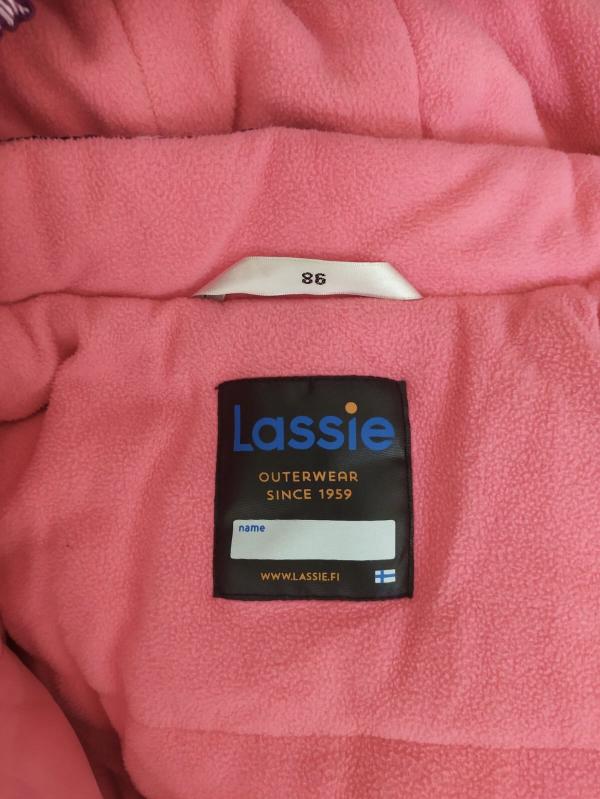 86
Lassie
OUTERWEAR
SINCE 1959
name
WWW.LASSIE.FI